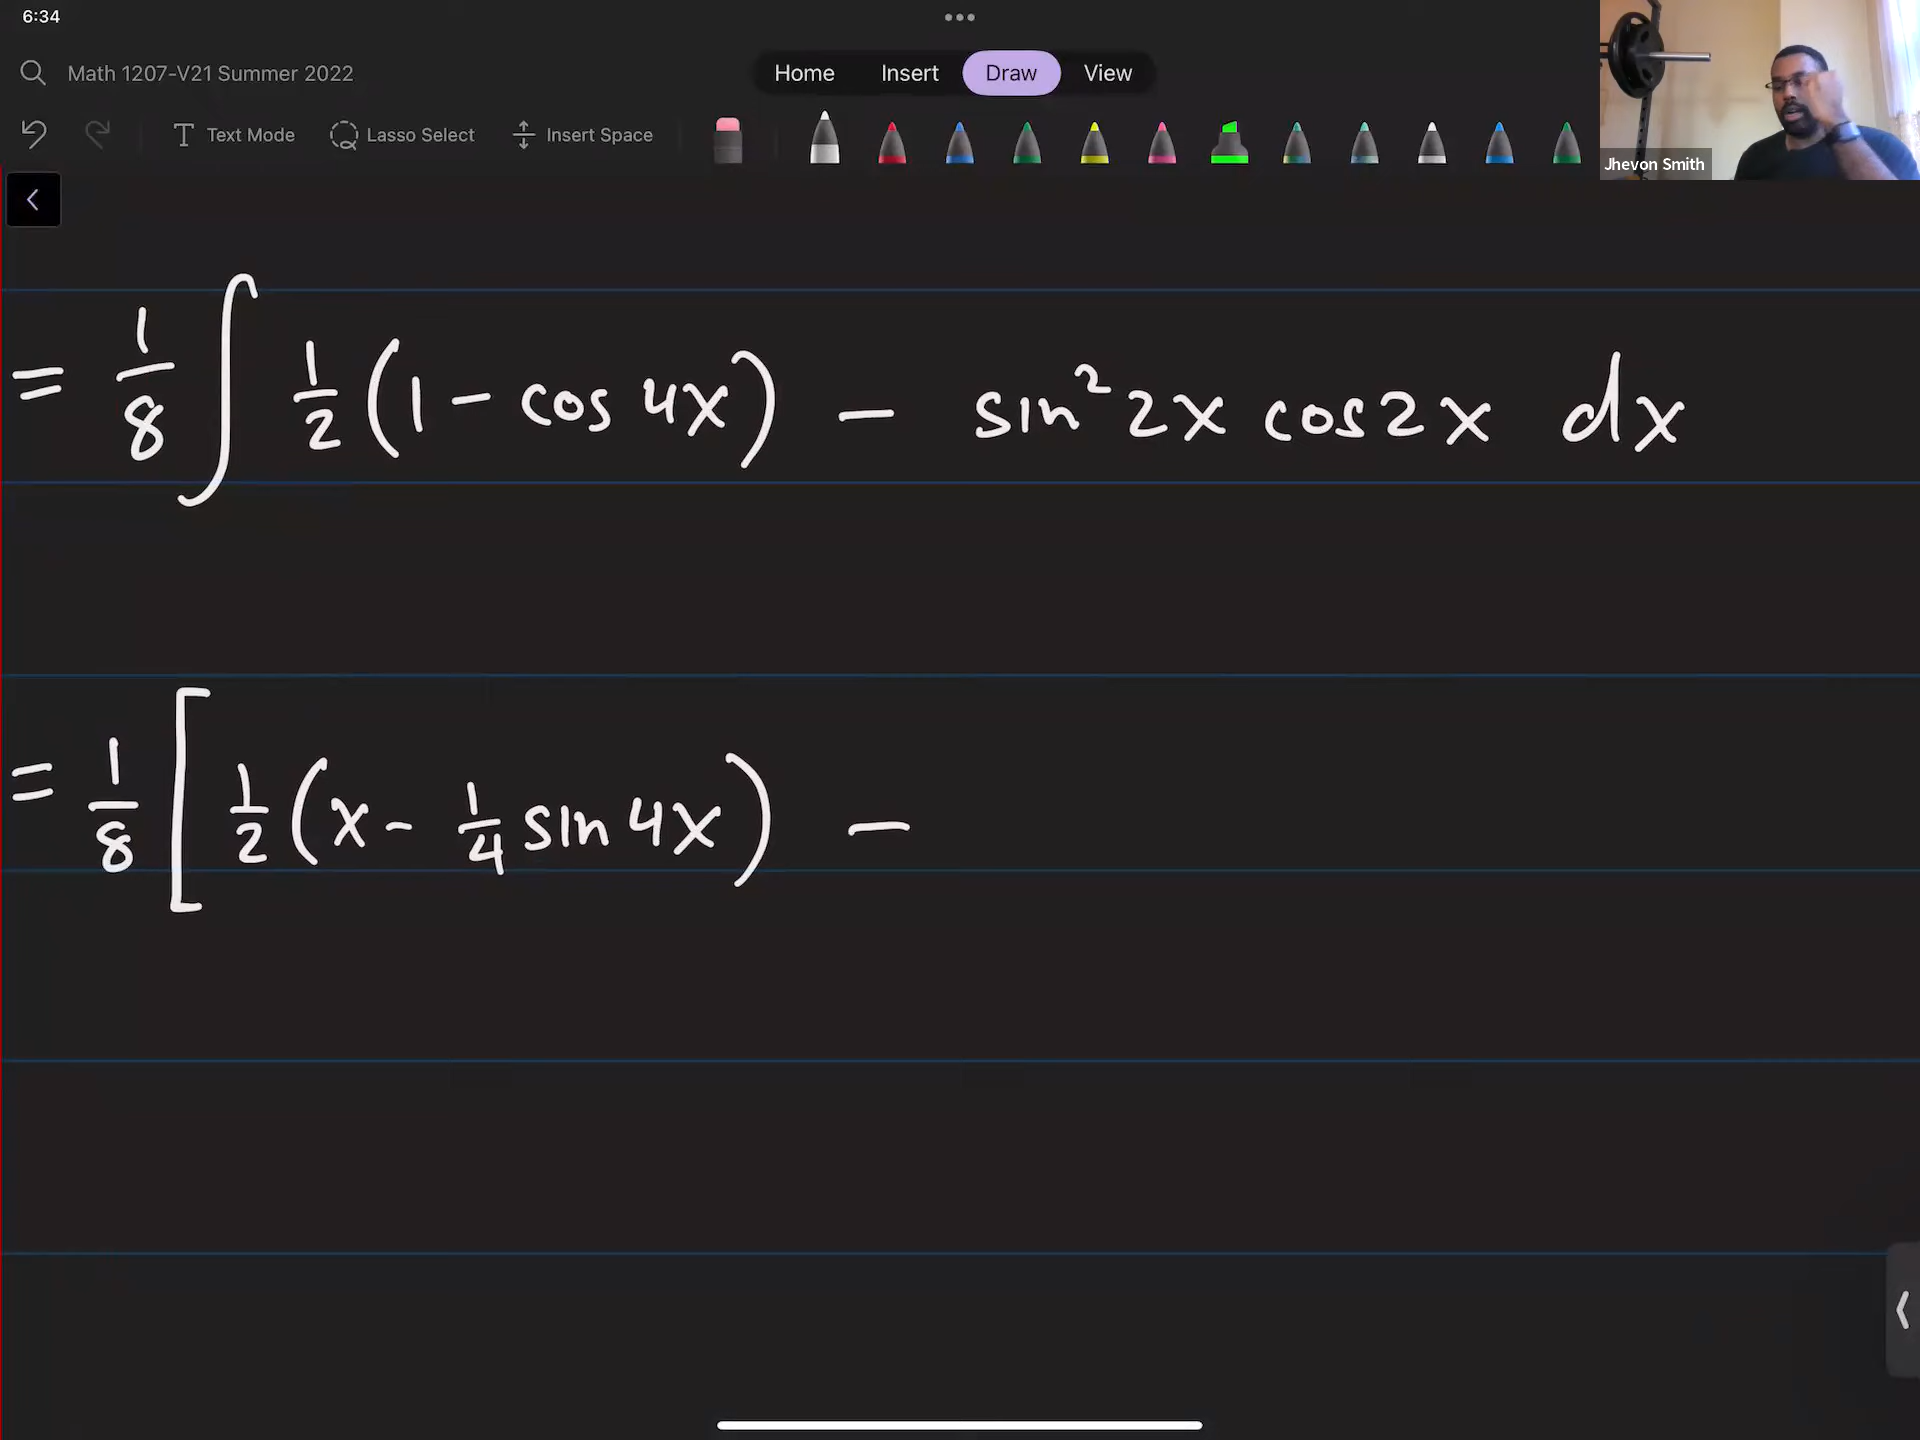 6:34
Math 1207-V21 Summer 2022
Home Insert Draw View
Text Mode Lasso Select Insert Space
Jhevon Smith
= 1/8 ∫ 1/2 (1 - cos 4x) - sin² 2x cos 2x dx
= 1/8 [ 1/2 (x - 1/4 sin 4x) -